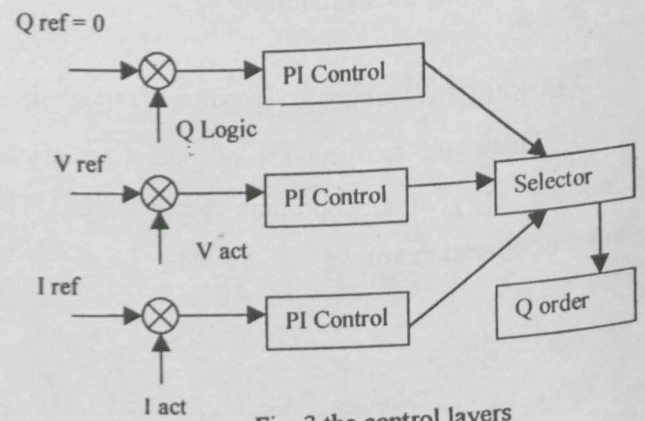 Q ref = 0
PI Control
Q Logic
V ref
PI Control
Selector
V act
I ref
PI Control
Q order
I act
Fig. 3 the control layers